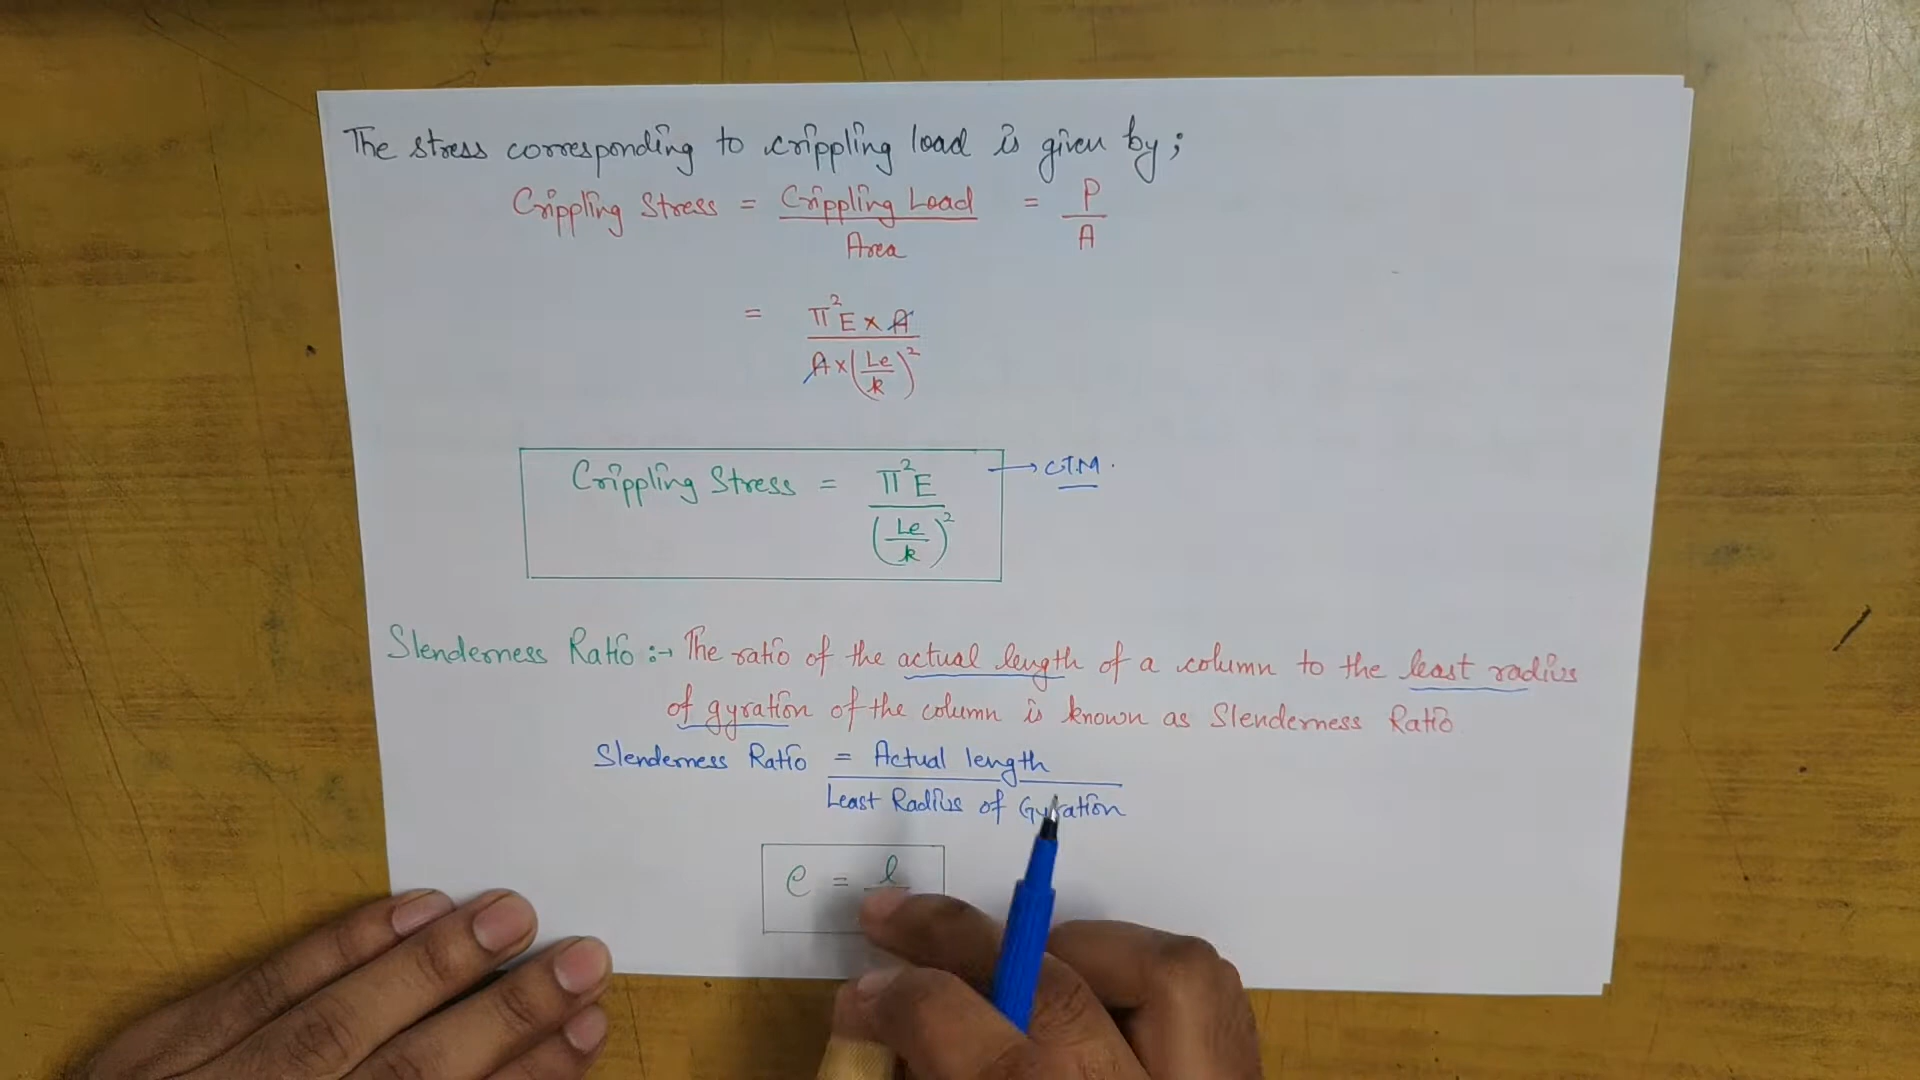 The stress corresponding to crippling load is given by;
Crippling Stress = Crippling Load / Area = P / A
= π²E × A / A × (Le/k)²
Crippling Stress = π²E / (Le/k)² → CTM.
Slenderness Ratio :→ The ratio of the actual length of a column to the least radius
of gyration of the column is known as Slenderness Ratio
Slenderness Ratio = Actual length
Least Radius of Gyration
e = l